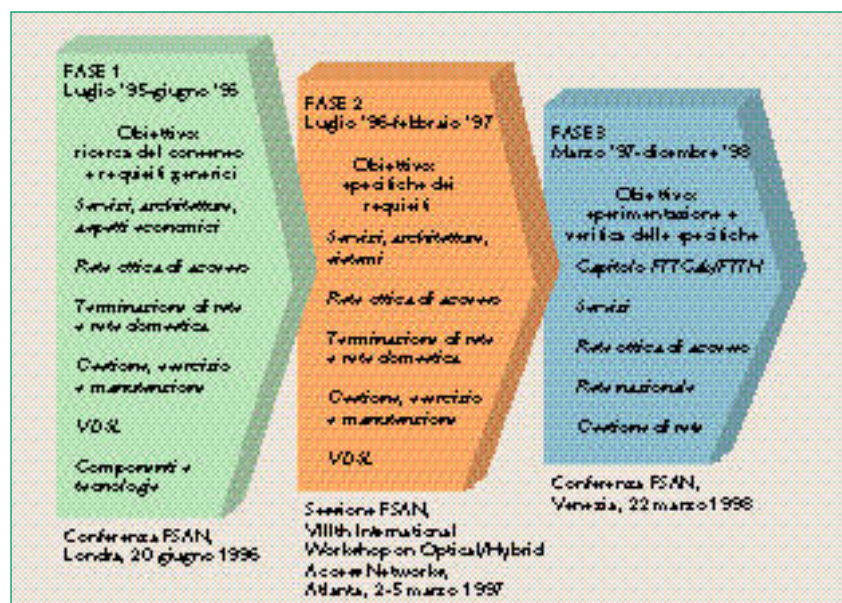 FASE 1
Luglio '95-giugno '96
Obiettivo:
ricerca del consenso
e requisiti generici
Servizi, architetture,
aspetti economici
Rete ottica di accesso
Terminazione di rete
e rete domestica
Gestione, esercizio
e manutenzione
VDSL
Componenti e
tecnologie
Conferenza FSAN,
Londra, 20 giugno 1996
FASE 2
Luglio '96-febbraio '97
Obiettivo:
specifiche dei
requisiti
Servizi, architetture,
sistemi
Rete ottica di accesso
Terminazione di rete
e rete domestica
Gestione, esercizio
e manutenzione
VDSL
Sessione FSAN,
VIIIth International
Workshop on Optical/Hybrid
Access Networks,
Atlanta, 2-5 marzo 1997
FASE 3
Marzo '97-dicembre '98
Obiettivo:
sperimentazione e
verifica delle specifiche
Capitolo FTTCab/FTTH
Servizi
Rete ottica di accesso
Rete nazionale
Gestione di rete
Conferenza FSAN,
Venezia, 22 marzo 1998